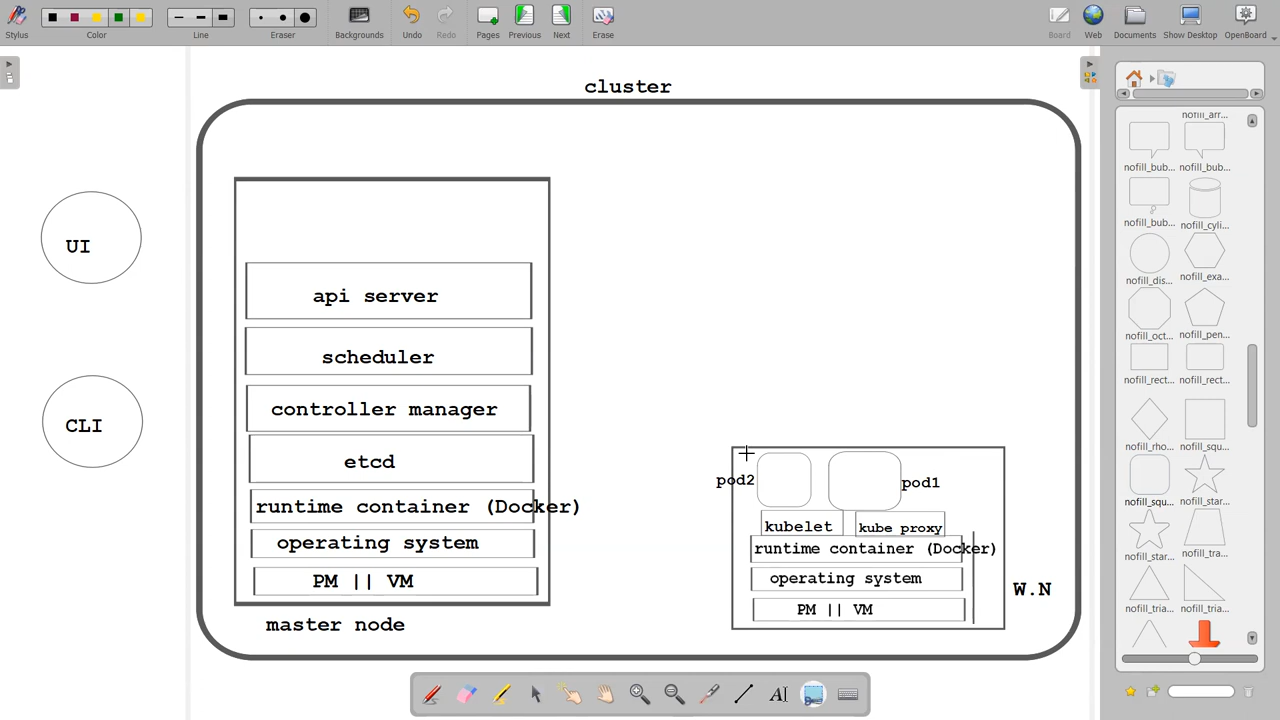 Stylus
Color
Line
Eraser
Backgrounds
Undo
Redo
Pages
Previous
Next
Erase
Board
Web
Documents
Show Desktop
OpenBoard
cluster
UI
CLI
api server
scheduler
controller manager
etcd
runtime container (Docker)
operating system
PM || VM
master node
pod2
pod1
kubelet
kube proxy
runtime container (Docker)
operating system
PM || VM
W.N
nofill_arr...
nofill_bub... nofill_bub...
nofill_bub... nofill_cyli...
nofill_dis... nofill_exa...
nofill_oct... nofill_pen...
nofill_rect... nofill_rect...
nofill_rho... nofill_squ...
nofill_squ... nofill_star...
nofill_star... nofill_tra...
nofill_tria... nofill_tria...
AI